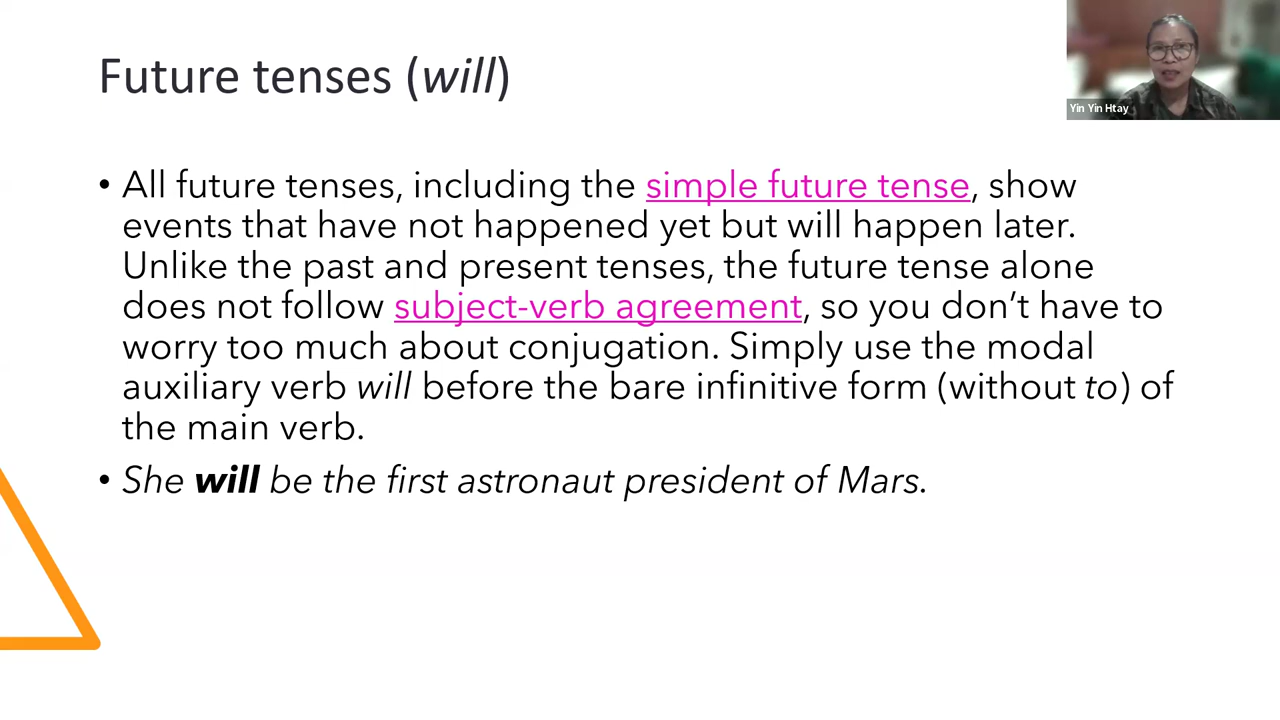 Future tenses (will)
Yin Yin Htay
• All future tenses, including the simple future tense, show
events that have not happened yet but will happen later.
Unlike the past and present tenses, the future tense alone
does not follow subject-verb agreement, so you don’t have to
worry too much about conjugation. Simply use the modal
auxiliary verb will before the bare infinitive form (without to) of
the main verb.
• She will be the first astronaut president of Mars.